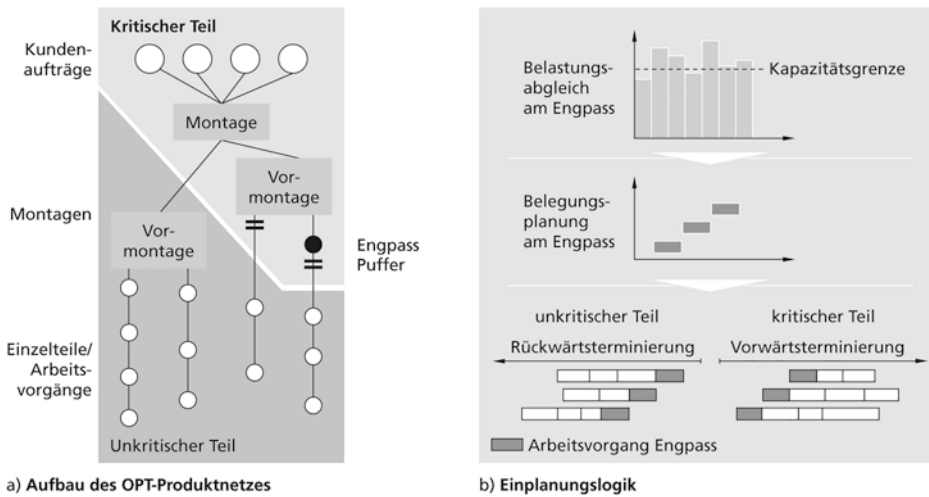 Kritischer Teil
Kunden-
aufträge
Montage
Vor-
montage
Montagen
Vor-
montage
Engpass
Puffer
Einzelteile/
Arbeits-
vorgänge
Unkritischer Teil
a) Aufbau des OPT-Produktnetzes
Belastungs-
abgleich
am Engpass
Kapazitätsgrenze
Belegungs-
planung
am Engpass
unkritischer Teil
kritischer Teil
Rückwärtsterminierung
Vorwärtsterminierung
Arbeitsvorgang Engpass
b) Einplanungslogik